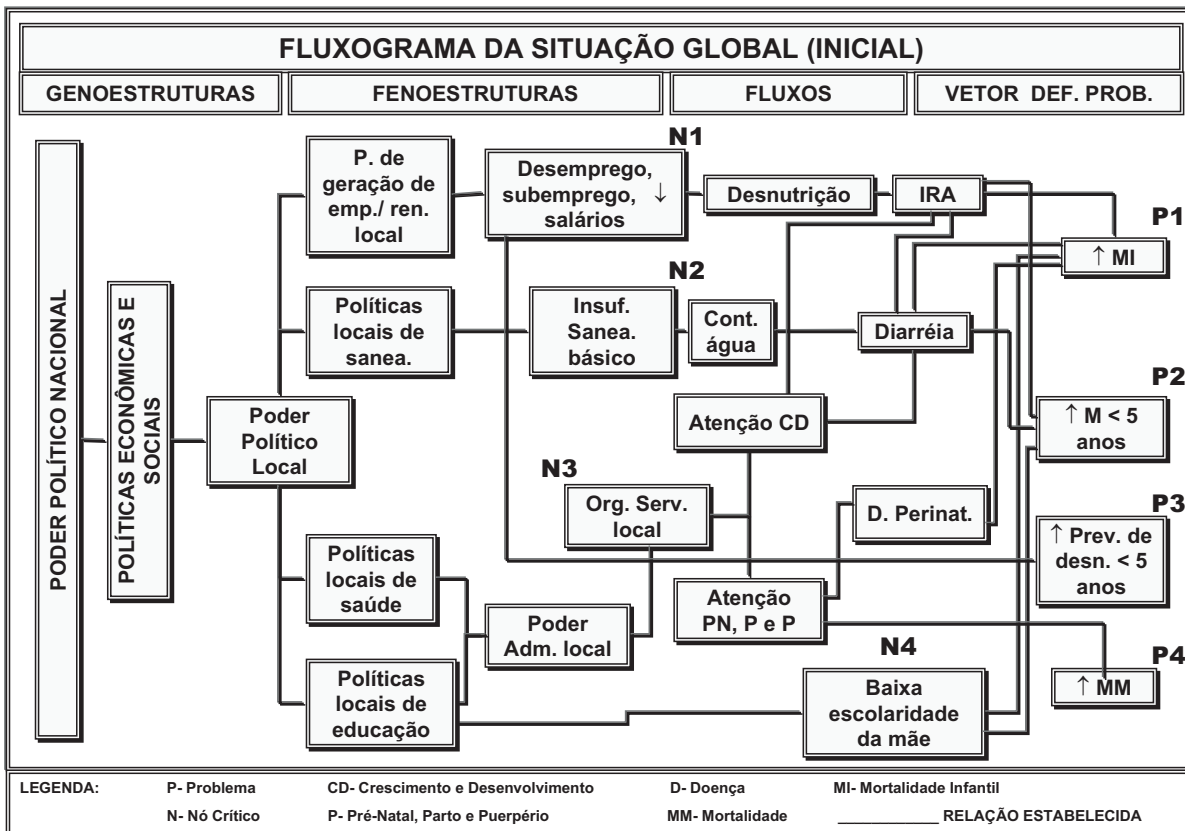 FLUXOGRAMA DA SITUAÇÃO GLOBAL (INICIAL)
GENOESTRUTURAS
FENOESTRUTURAS
FLUXOS
VETOR DEF. PROB.
PODER POLÍTICO NACIONAL
POLÍTICAS ECONÔMICAS E
SOCIAIS
Poder
Político
Local
P. de
geração de
emp./ ren.
local
N1
Desemprego,
subemprego, ↓
salários
Desnutrição
IRA
P1
↑ MI
Políticas
locais de
sanea.
N2
Insuf.
Sanea.
básico
Cont.
água
Diarréia
P2
↑ M < 5
anos
Atenção CD
N3
Org. Serv.
local
D. Perinat.
P3
↑ Prev. de
desn. < 5
anos
Políticas
locais de
saúde
Poder
Adm. local
Atenção
PN, P e P
P4
↑ MM
Políticas
locais de
educação
N4
Baixa
escolaridade
da mãe
LEGENDA: P- Problema CD- Crescimento e Desenvolvimento D- Doença MI- Mortalidade Infantil
N- Nó Crítico P- Pré-Natal, Parto e Puerpério MM- Mortalidade ____________ RELAÇÃO ESTABELECIDA